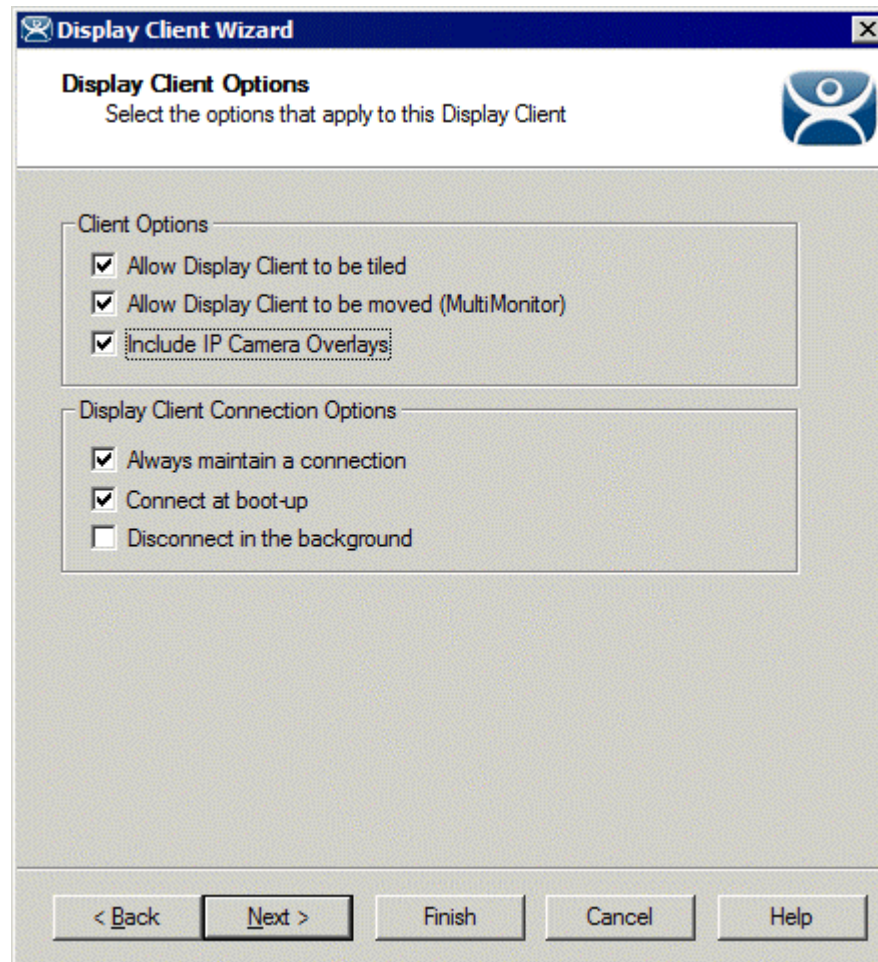 Display Client Wizard
Display Client Options
Select the options that apply to this Display Client
Client Options
Allow Display Client to be tiled
Allow Display Client to be moved (MultiMonitor)
Include IP Camera Overlays
Display Client Connection Options
Always maintain a connection
Connect at boot-up
Disconnect in the background
< Back Next > Finish Cancel Help